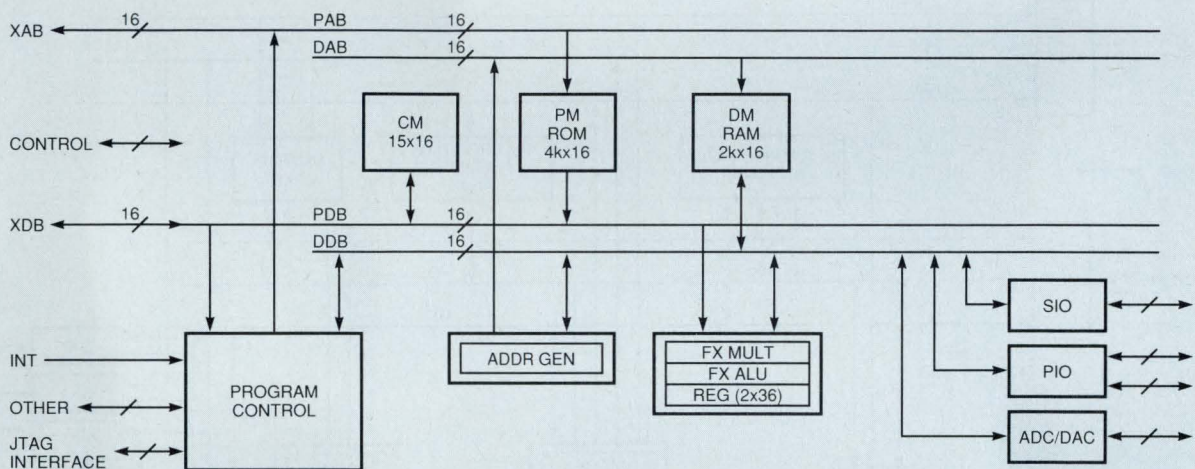 XAB
16
PAB
16
DAB
16
CM
15x16
PM
ROM
4kx16
DM
RAM
2kx16
CONTROL
XDB
16
PDB
16
DDB
16
SIO
INT
PROGRAM
CONTROL
ADDR GEN
FX MULT
FX ALU
REG (2x36)
PIO
OTHER
JTAG
INTERFACE
ADC/DAC